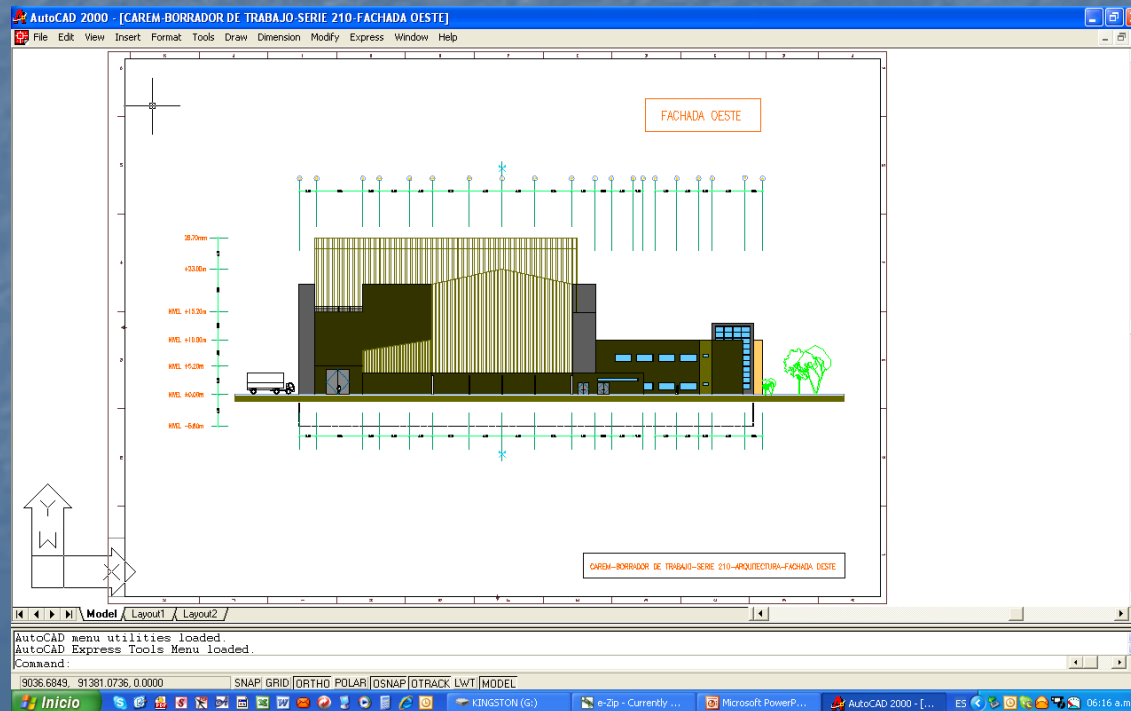 AutoCAD 2000 - [CAREM-BORRADOR DE TRABAJO-SERIE 210-FACHADA OESTE]
File Edit View Insert Format Tools Draw Dimension Modify Express Window Help
FACHADA OESTE
+23.00m
NIVEL +15.20m
NIVEL +10.00m
NIVEL +5.20m
NIVEL ±0.00m
Y
W
X
CAREM-BORRADOR DE TRABAJO-SERIE 210-ARQUITECTURA-FACHADA OESTE
Model Layout1 Layout2
AutoCAD menu utilities loaded.
AutoCAD Express Tools Menu loaded.
Command:
9036.6849, 91381.0736, 0.0000 SNAP GRID ORTHO POLAR OSNAP OTRACK LWT MODEL
Inicio KINGSTON (G:) e-Zip - Currently ... Microsoft PowerP... AutoCAD 2000 - [... ES 06:16 a.m.